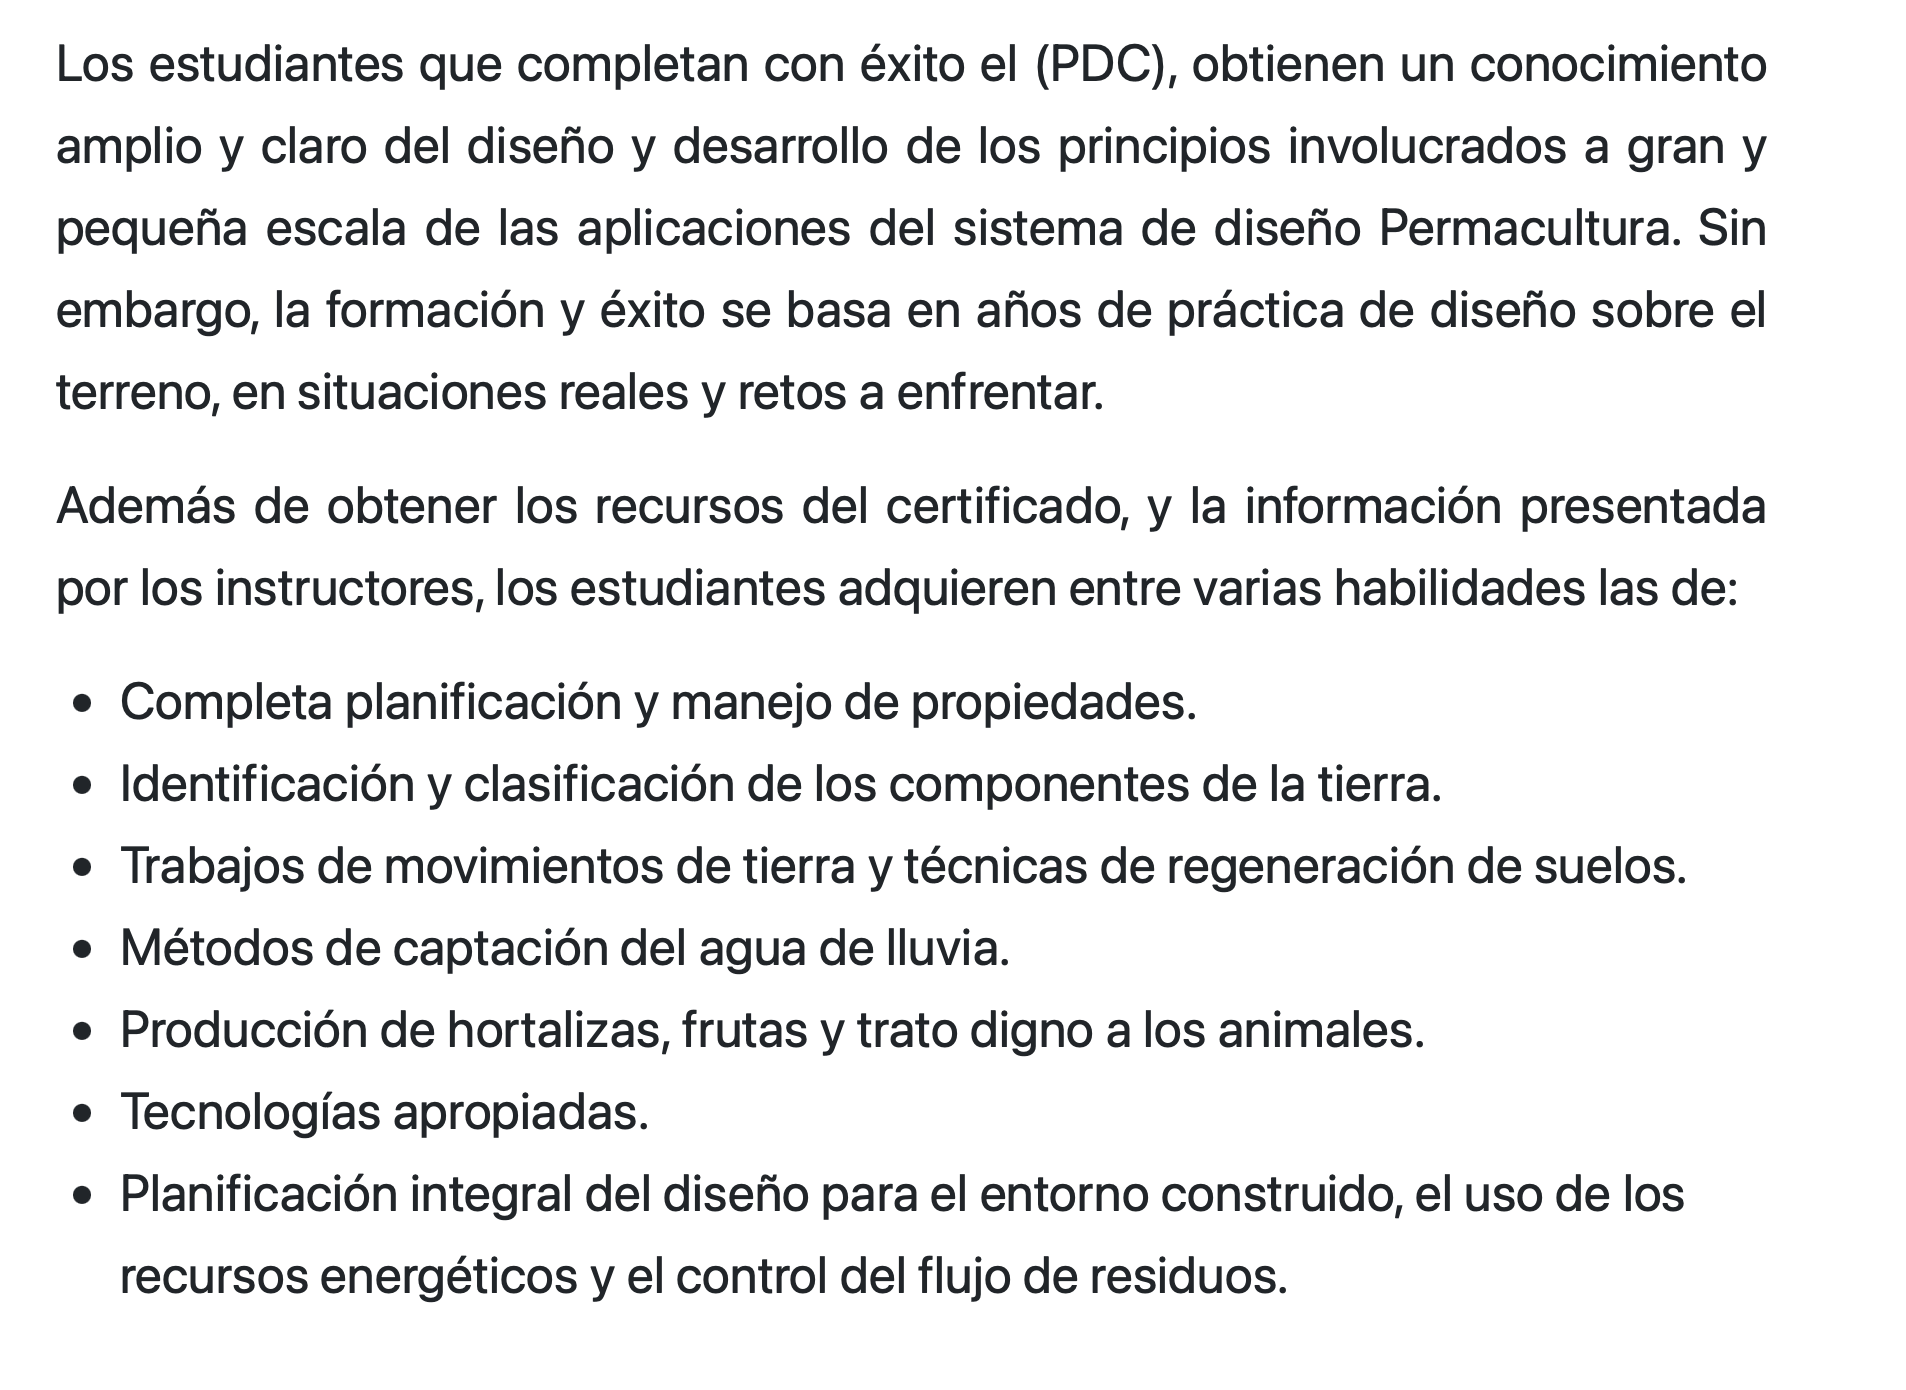 Los estudiantes que completan con éxito el (PDC), obtienen un conocimiento
amplio y claro del diseño y desarrollo de los principios involucrados a gran y
pequeña escala de las aplicaciones del sistema de diseño Permacultura. Sin
embargo, la formación y éxito se basa en años de práctica de diseño sobre el
terreno, en situaciones reales y retos a enfrentar.
Además de obtener los recursos del certificado, y la información presentada
por los instructores, los estudiantes adquieren entre varias habilidades las de:
• Completa planificación y manejo de propiedades.
• Identificación y clasificación de los componentes de la tierra.
• Trabajos de movimientos de tierra y técnicas de regeneración de suelos.
• Métodos de captación del agua de lluvia.
• Producción de hortalizas, frutas y trato digno a los animales.
• Tecnologías apropiadas.
• Planificación integral del diseño para el entorno construido, el uso de los
recursos energéticos y el control del flujo de residuos.